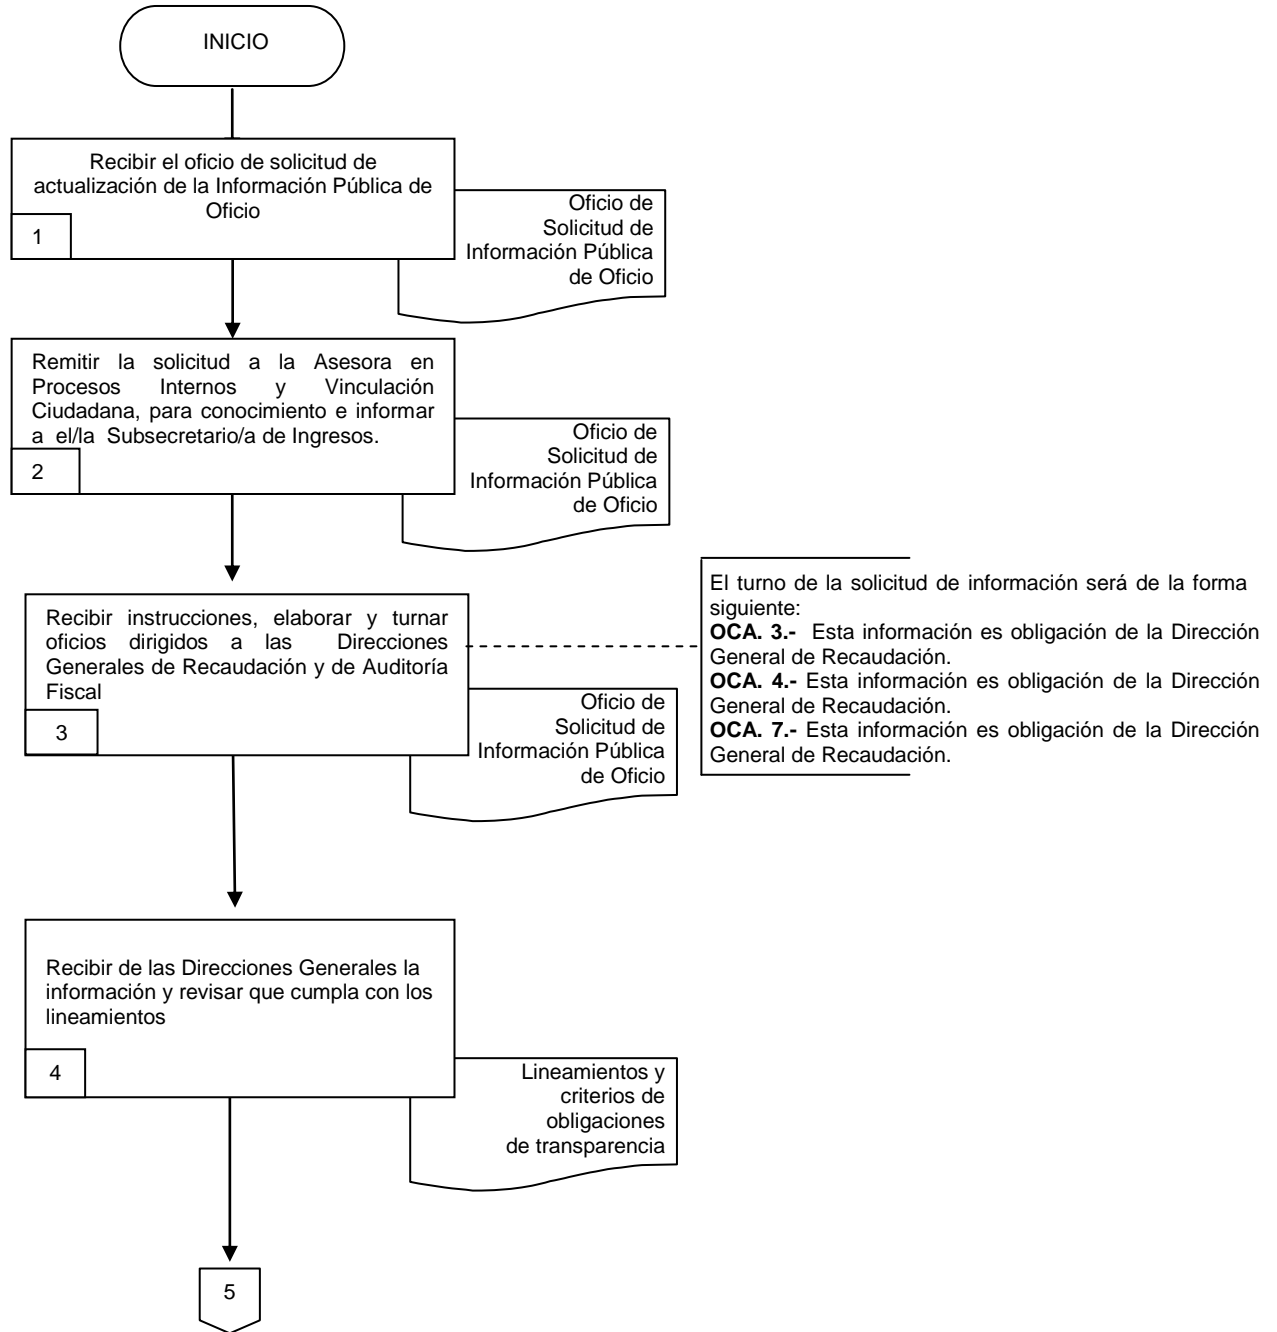 INICIO
Recibir el oficio de solicitud de
actualización de la Información Pública de
Oficio
1
Oficio de
Solicitud de
Información Pública
de Oficio
Remitir la solicitud a la Asesora en
Procesos Internos y Vinculación
Ciudadana, para conocimiento e informar
a el/la Subsecretario/a de Ingresos.
2
Oficio de
Solicitud de
Información Pública
de Oficio
Recibir instrucciones, elaborar y turnar
oficios dirigidos a las Direcciones
Generales de Recaudación y de Auditoría
Fiscal
3
Oficio de
Solicitud de
Información Pública
de Oficio
El turno de la solicitud de información será de la forma
siguiente:
OCA. 3.- Esta información es obligación de la Dirección
General de Recaudación.
OCA. 4.- Esta información es obligación de la Dirección
General de Recaudación.
OCA. 7.- Esta información es obligación de la Dirección
General de Recaudación.
Recibir de las Direcciones Generales la
información y revisar que cumpla con los
lineamientos
4
Lineamientos y
criterios de
obligaciones
de transparencia
5